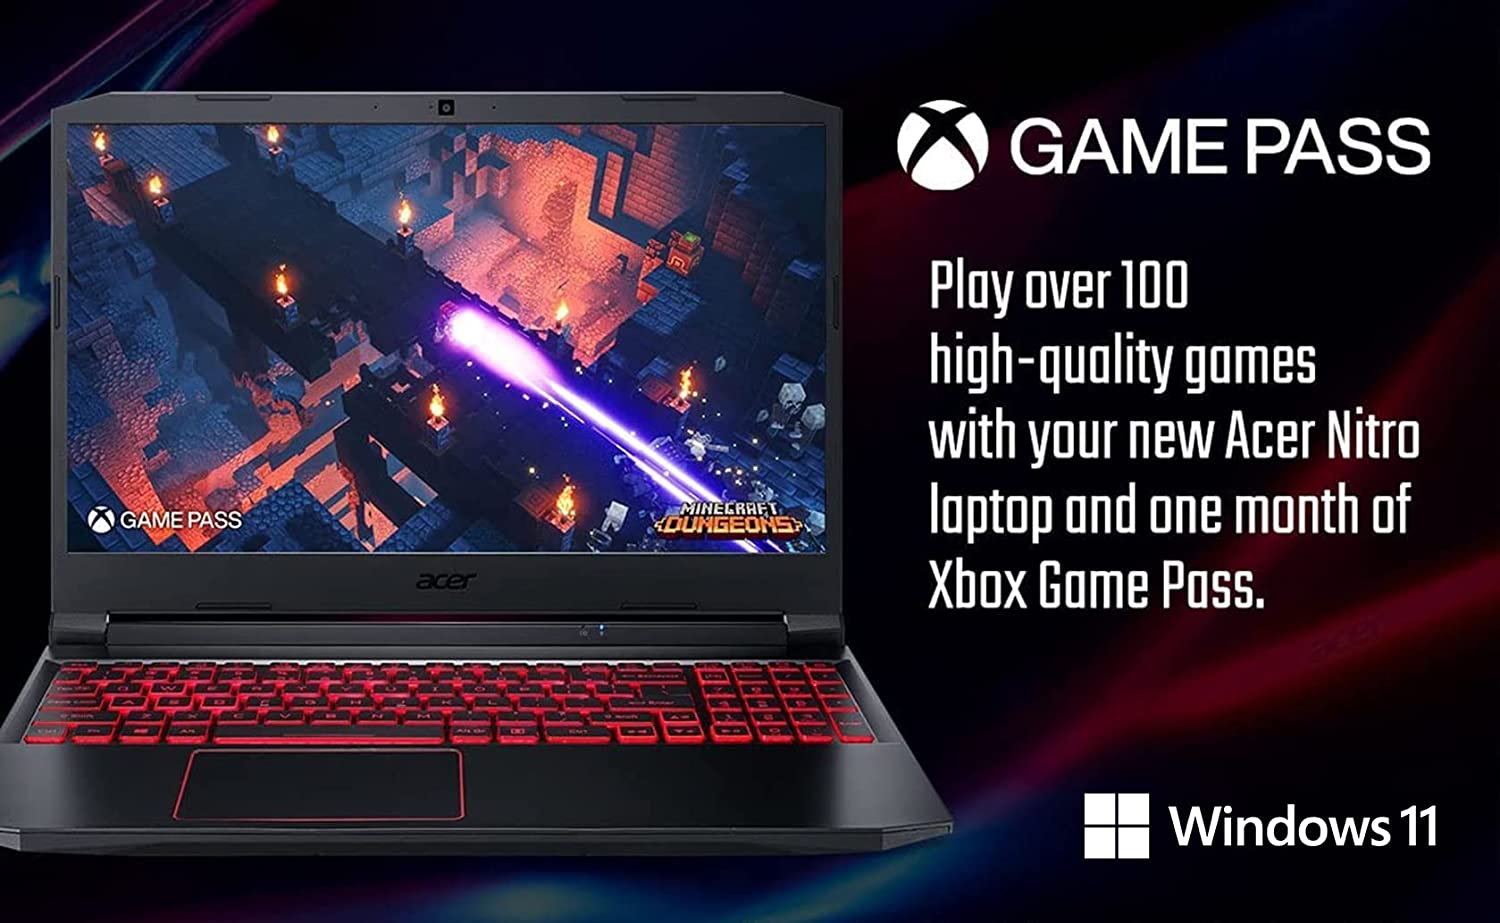 GAME PASS
Play over 100
high-quality games
with your new Acer Nitro
laptop and one month of
Xbox Game Pass.
GAME PASS
MINECRAFT
DUNGEONS
acer
Windows 11